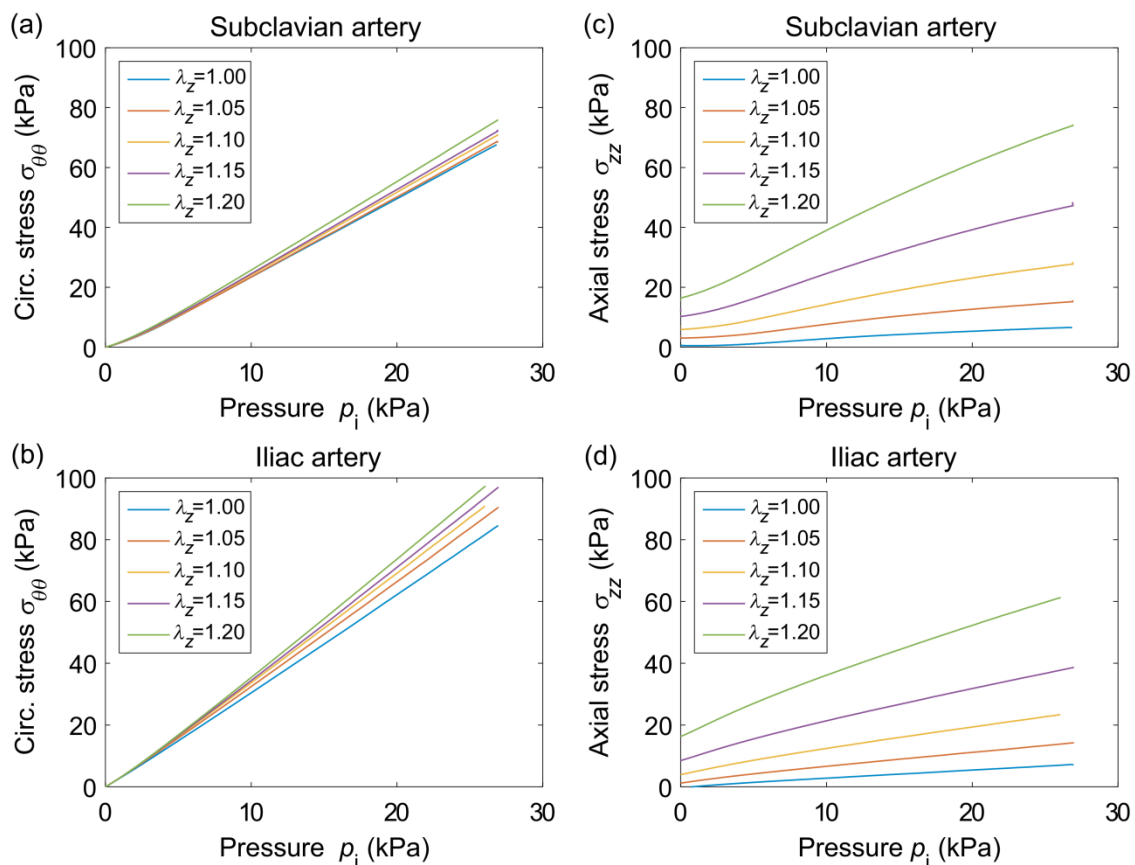 (a)
Subclavian artery
Circ. stress σθθ (kPa)
100
80
60
40
20
0
λz=1.00
λz=1.05
λz=1.10
λz=1.15
λz=1.20
0 10 20 30
Pressure pi (kPa)
(c)
Subclavian artery
Axial stress σzz (kPa)
100
80
60
40
20
0
λz=1.00
λz=1.05
λz=1.10
λz=1.15
λz=1.20
0 10 20 30
Pressure pi (kPa)
(b)
Iliac artery
Circ. stress σθθ (kPa)
100
80
60
40
20
0
λz=1.00
λz=1.05
λz=1.10
λz=1.15
λz=1.20
0 10 20 30
Pressure pi (kPa)
(d)
Iliac artery
Axial stress σzz (kPa)
100
80
60
40
20
0
λz=1.00
λz=1.05
λz=1.10
λz=1.15
λz=1.20
0 10 20 30
Pressure pi (kPa)